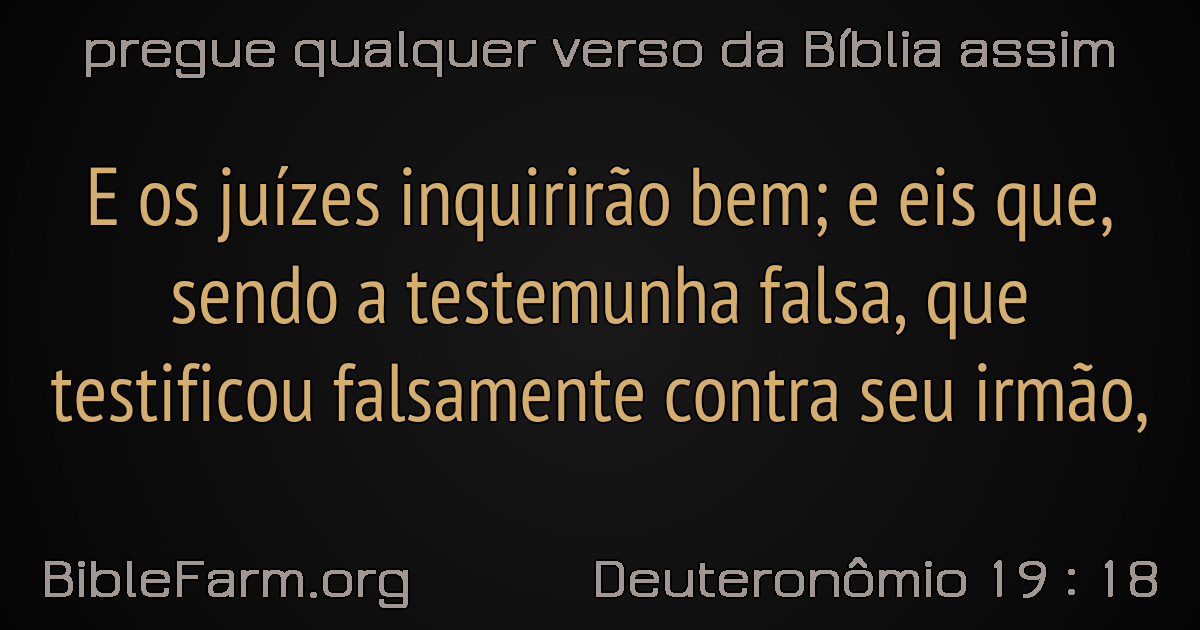 pregue qualquer verso da Bíblia assim
E os juízes inquirirão bem; e eis que,
sendo a testemunha falsa, que
testificou falsamente contra seu irmão,
BibleFarm.org Deuteronômio 19 : 18